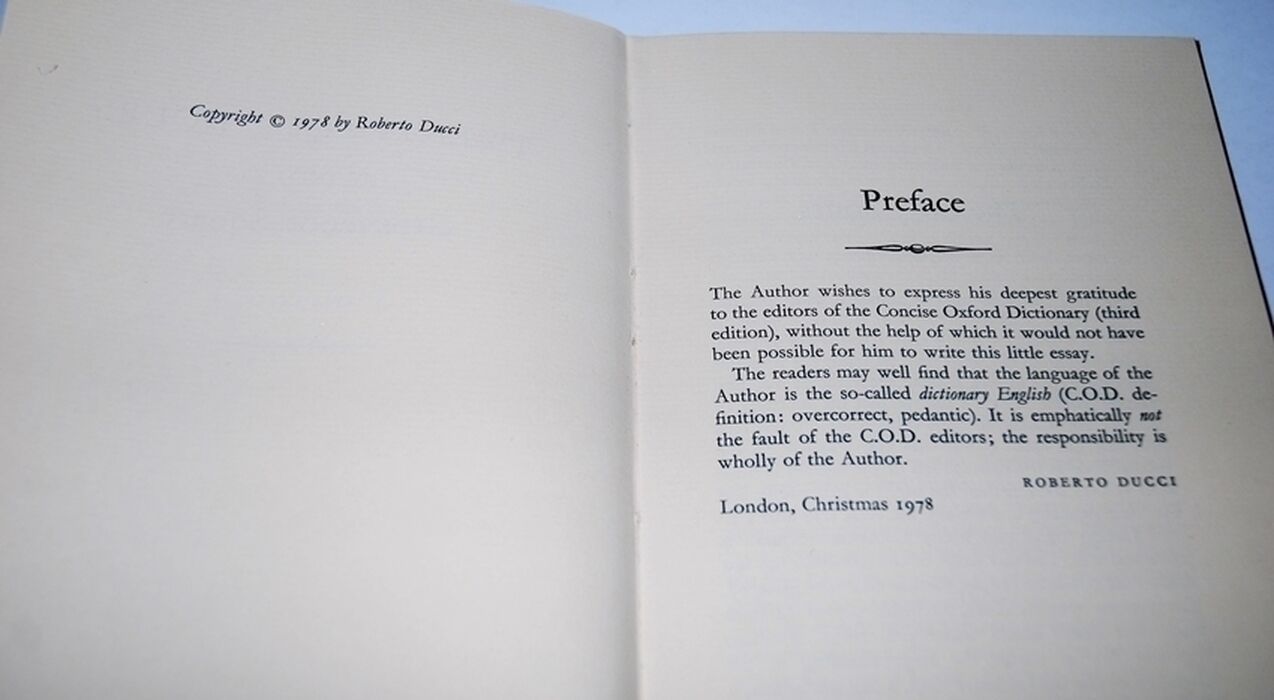 Copyright © 1978 by Roberto Ducci
Preface
The Author wishes to express his deepest gratitude
to the editors of the Concise Oxford Dictionary (third
edition), without the help of which it would not have
been possible for him to write this little essay.
The readers may well find that the language of the
Author is the so-called dictionary English (C.O.D. de-
finition: overcorrect, pedantic). It is emphatically not
the fault of the C.O.D. editors; the responsibility is
wholly of the Author.
ROBERTO DUCCI
London, Christmas 1978